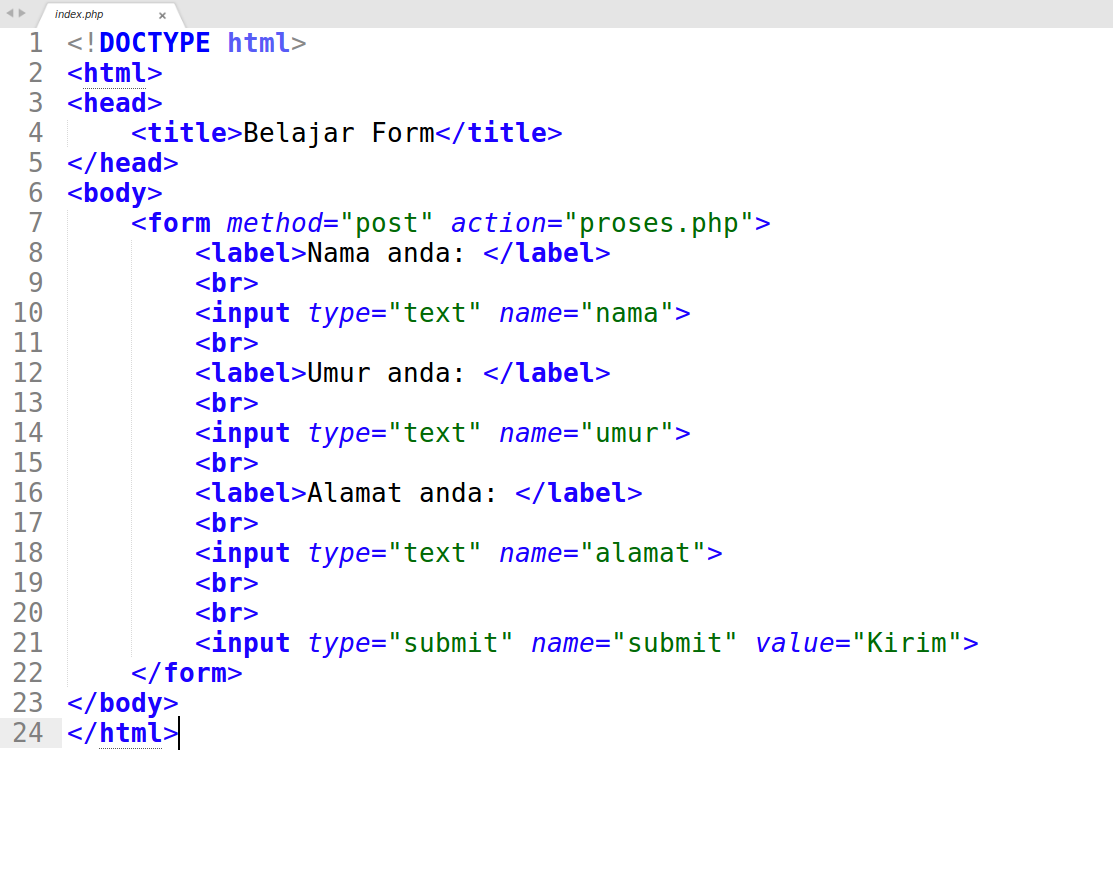 index.php
1 <!DOCTYPE html>
2 <html>
3 <head>
4     <title>Belajar Form</title>
5 </head>
6 <body>
7     <form method="post" action="proses.php">
8         <label>Nama anda: </label>
9         <br>
10         <input type="text" name="nama">
11         <br>
12         <label>Umur anda: </label>
13         <br>
14         <input type="text" name="umur">
15         <br>
16         <label>Alamat anda: </label>
17         <br>
18         <input type="text" name="alamat">
19         <br>
20         <br>
21         <input type="submit" name="submit" value="Kirim">
22     </form>
23 </body>
24 </html>